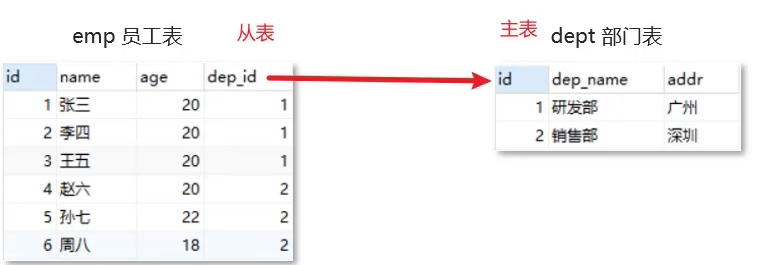 emp 员工表 从表
id name age dep_id
1 张三 20 1
2 李四 20 1
3 王五 20 1
4 赵六 20 2
5 孙七 22 2
6 周八 18 2
主表 dept 部门表
id dep_name addr
1 研发部 广州
2 销售部 深圳